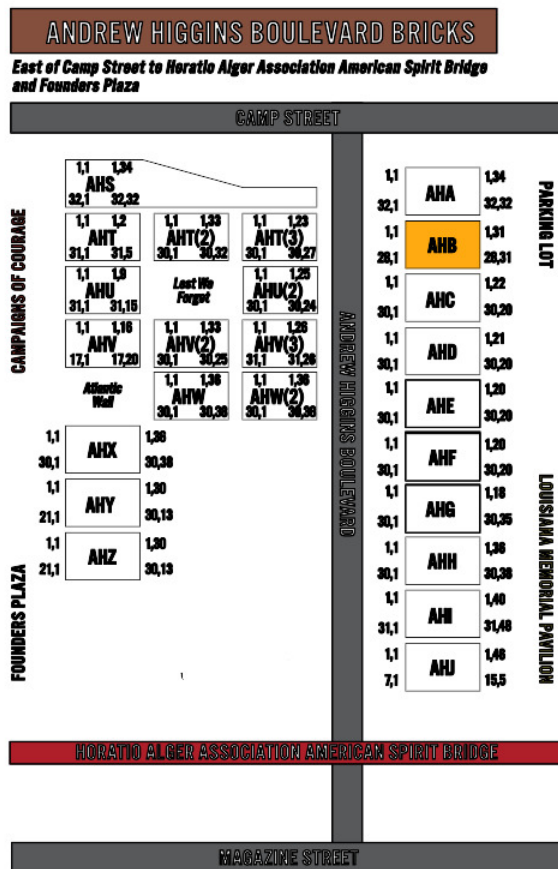 ANDREW HIGGINS BOULEVARD BRICKS
East of Camp Street to Horatio Alger Association American Spirit Bridge
and Founders Plaza
CAMP STREET
CAMPAIGNS OF COURAGE
FOUNDERS PLAZA
1,1 1,34
AHS
32,1 32,32
1,1 1,2
AHT
31,1 31,5
1,1 1,33
AHT(2)
30,1 30,32
1,1 1,23
AHT(3)
30,1 30,27
1,1 1,9
AHU
31,1 31,15
Lest We
Forget
1,1 1,25
AHU(2)
30,1 30,24
1,1 1,16
AHV
17,1 17,20
1,1 1,33
AHV(2)
30,1 30,25
1,1 1,26
AHV(3)
31,1 31,26
Atlantic
Wall
1,1 1,36
AHW
30,1 30,38
1,1 1,36
AHW(2)
30,1 36,38
1,1 1,36
AHX
30,1 30,38
1,1 1,30
AHY
21,1 30,13
1,1 1,30
AHZ
21,1 30,13
ANDREW HIGGINS BOULEVARD
1,1 1,34
AHA
32,1 32,32
1,1 1,31
AHB
28,1 28,31
1,1 1,22
AHC
30,1 30,20
1,1 1,21
AHD
30,1 30,20
1,1 1,20
AHE
30,1 30,20
1,1 1,20
AHF
30,1 30,20
1,1 1,18
AHG
30,1 30,35
1,1 1,36
AHH
30,1 30,38
1,1 1,40
AHI
31,1 31,48
1,1 1,46
AHJ
7,1 15,5
PARKING LOT
LOUISIANA MEMORIAL PAVILION
HORATIO ALGER ASSOCIATION AMERICAN SPIRIT BRIDGE
MAGAZINE STREET